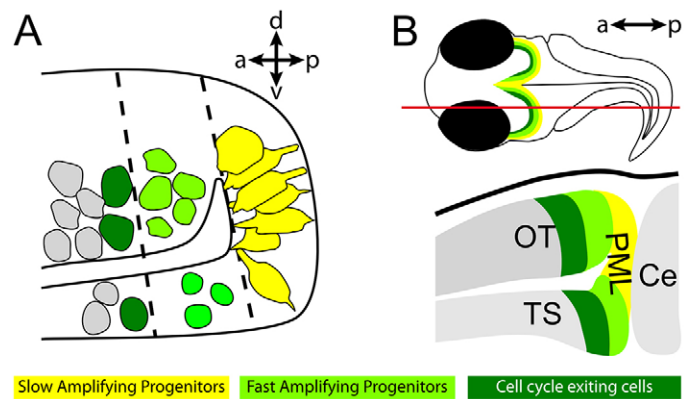 A
d
a p
v
B
a p
OT
PML
Ce
TS
Slow Amplifying Progenitors
Fast Amplifying Progenitors
Cell cycle exiting cells